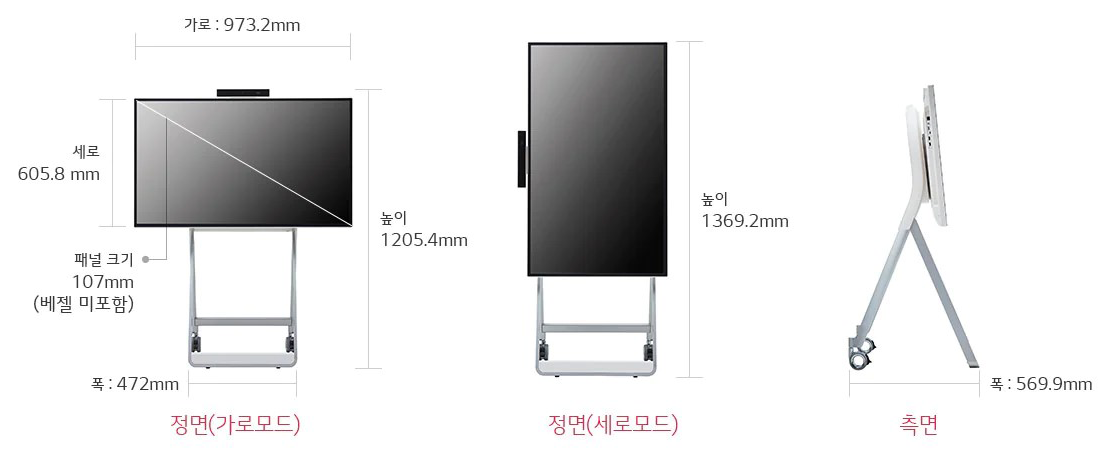 가로 : 973.2mm
세로
605.8 mm
패널 크기
107mm
(베젤 미포함)
높이
1205.4mm
폭 : 472mm
정면(가로모드)
높이
1369.2mm
정면(세로모드)
폭 : 569.9mm
측면